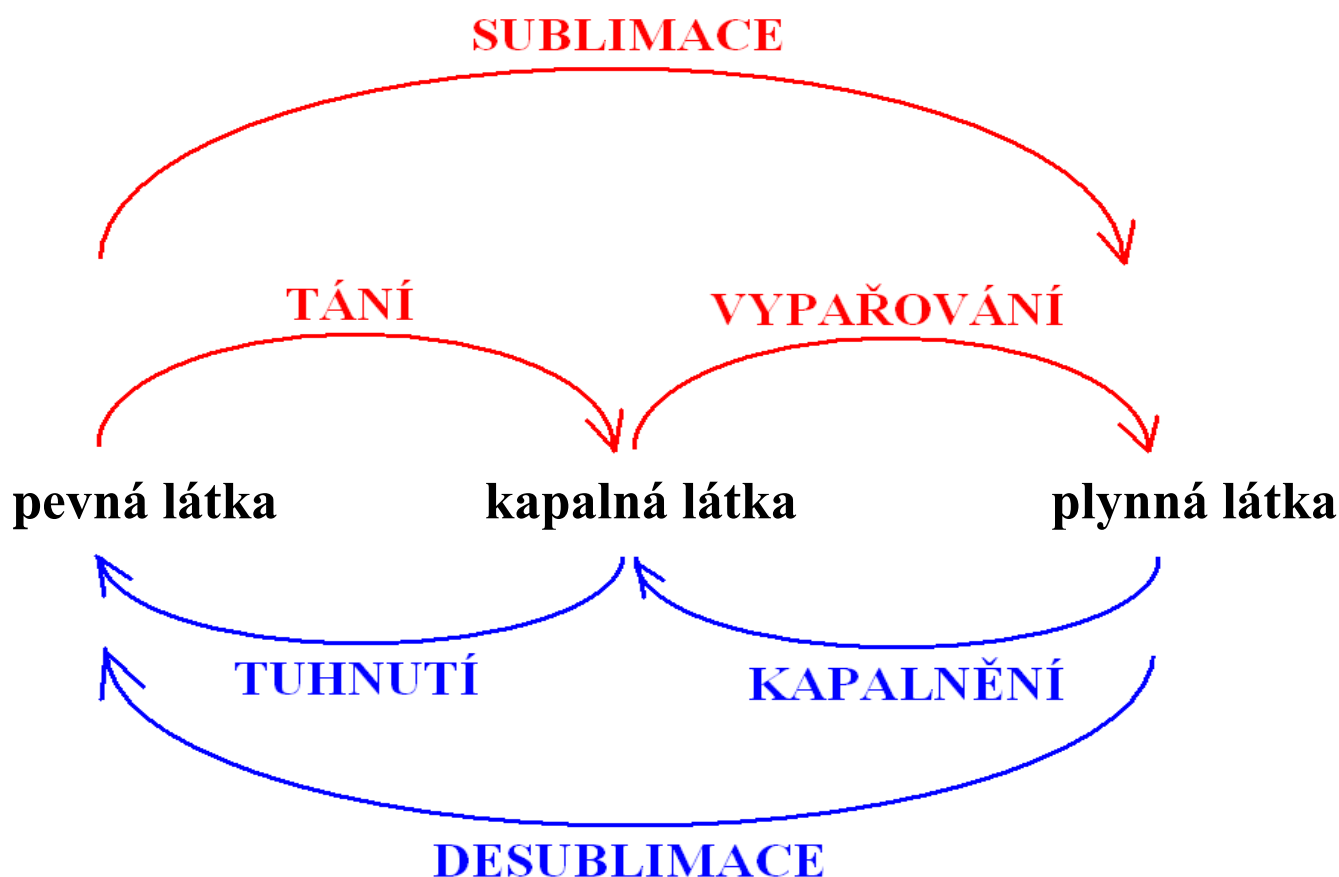 SUBLIMACE
TÁNÍ
VYPAŘOVÁNÍ
pevná látka
kapalná látka
plynná látka
TUHNUTÍ
KAPALNĚNÍ
DESUBLIMACE